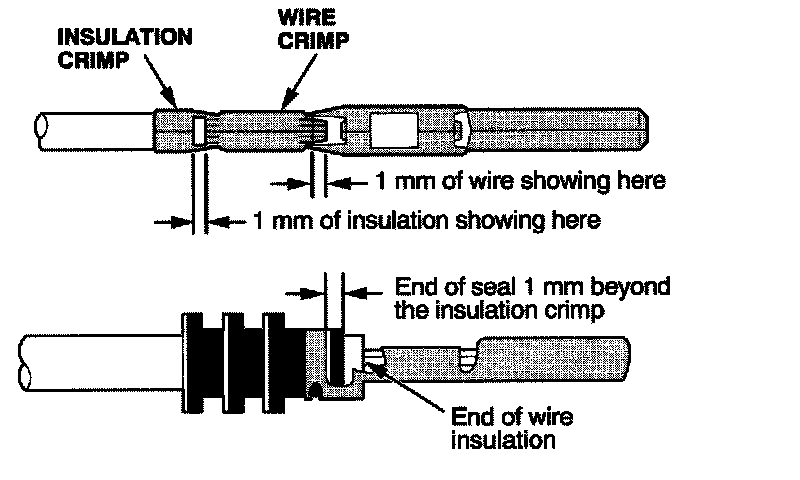 INSULATION
CRIMP
WIRE
CRIMP
1 mm of wire showing here
1 mm of insulation showing here
End of seal 1 mm beyond
the insulation crimp
End of wire
insulation